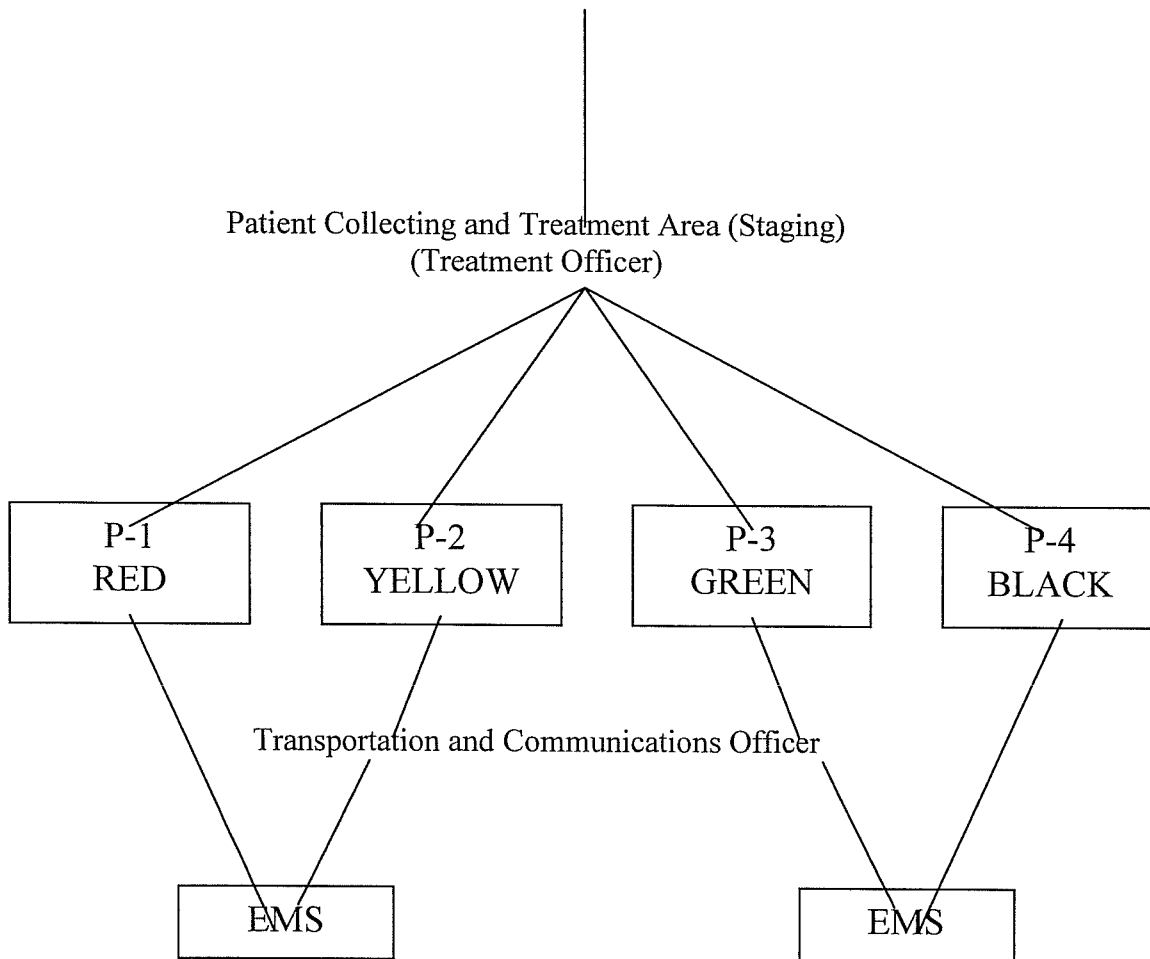 Patient Collecting and Treatment Area (Staging)
(Treatment Officer)
P-1
RED
P-2
YELLOW
P-3
GREEN
P-4
BLACK
Transportation and Communications Officer
EMS
EMS